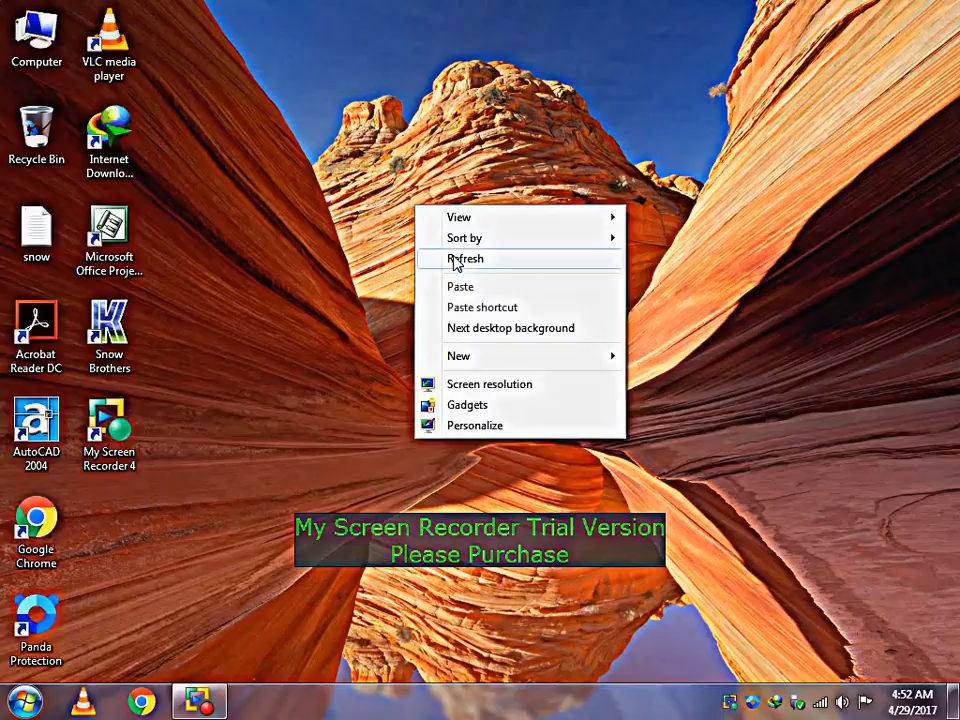 Computer
VLC media
player
Recycle Bin
Internet
Downlo...
snow
Microsoft
Office Proje...
Acrobat
Reader DC
Snow
Brothers
AutoCAD
2004
My Screen
Recorder 4
Google
Chrome
Panda
Protection
View
Sort by
Refresh
Paste
Paste shortcut
Next desktop background
New
Screen resolution
Gadgets
Personalize
My Screen Recorder Trial Version
Please Purchase
4:52 AM
4/29/2017